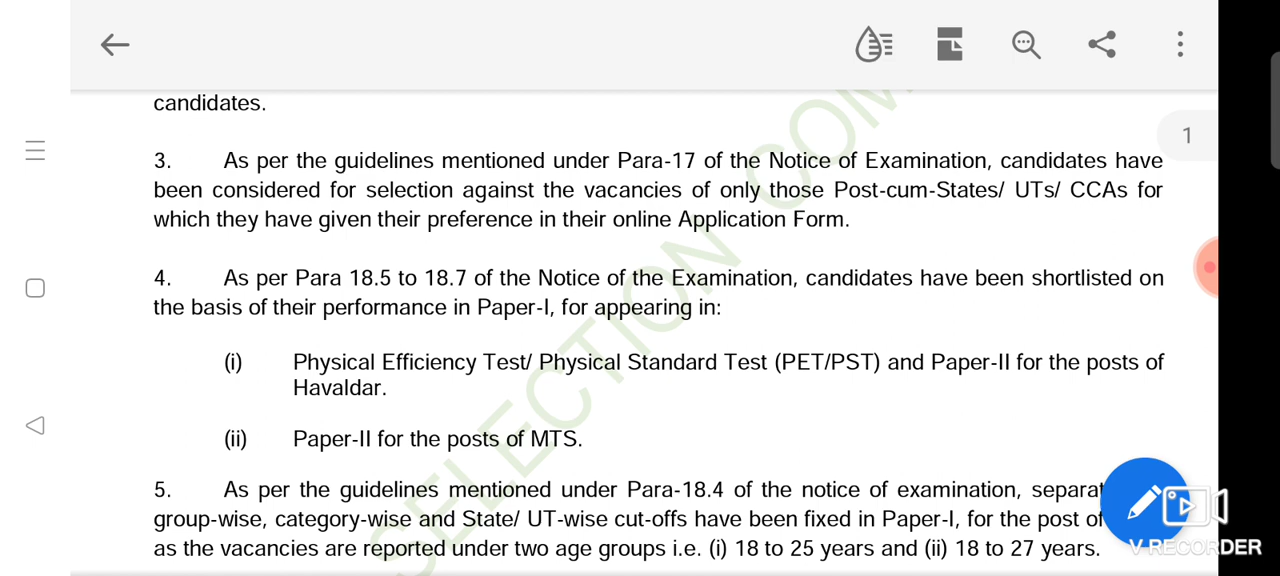 candidates.
1
3. As per the guidelines mentioned under Para-17 of the Notice of Examination, candidates have
been considered for selection against the vacancies of only those Post-cum-States/ UTs/ CCAs for
which they have given their preference in their online Application Form.
4. As per Para 18.5 to 18.7 of the Notice of the Examination, candidates have been shortlisted on
the basis of their performance in Paper-I, for appearing in:
(i) Physical Efficiency Test/ Physical Standard Test (PET/PST) and Paper-II for the posts of
Havaldar.
(ii) Paper-II for the posts of MTS.
5. As per the guidelines mentioned under Para-18.4 of the notice of examination, separat
group-wise, category-wise and State/ UT-wise cut-offs have been fixed in Paper-I, for the post of
as the vacancies are reported under two age groups i.e. (i) 18 to 25 years and (ii) 18 to 27 years.
SELECTION COM
V RECORDER